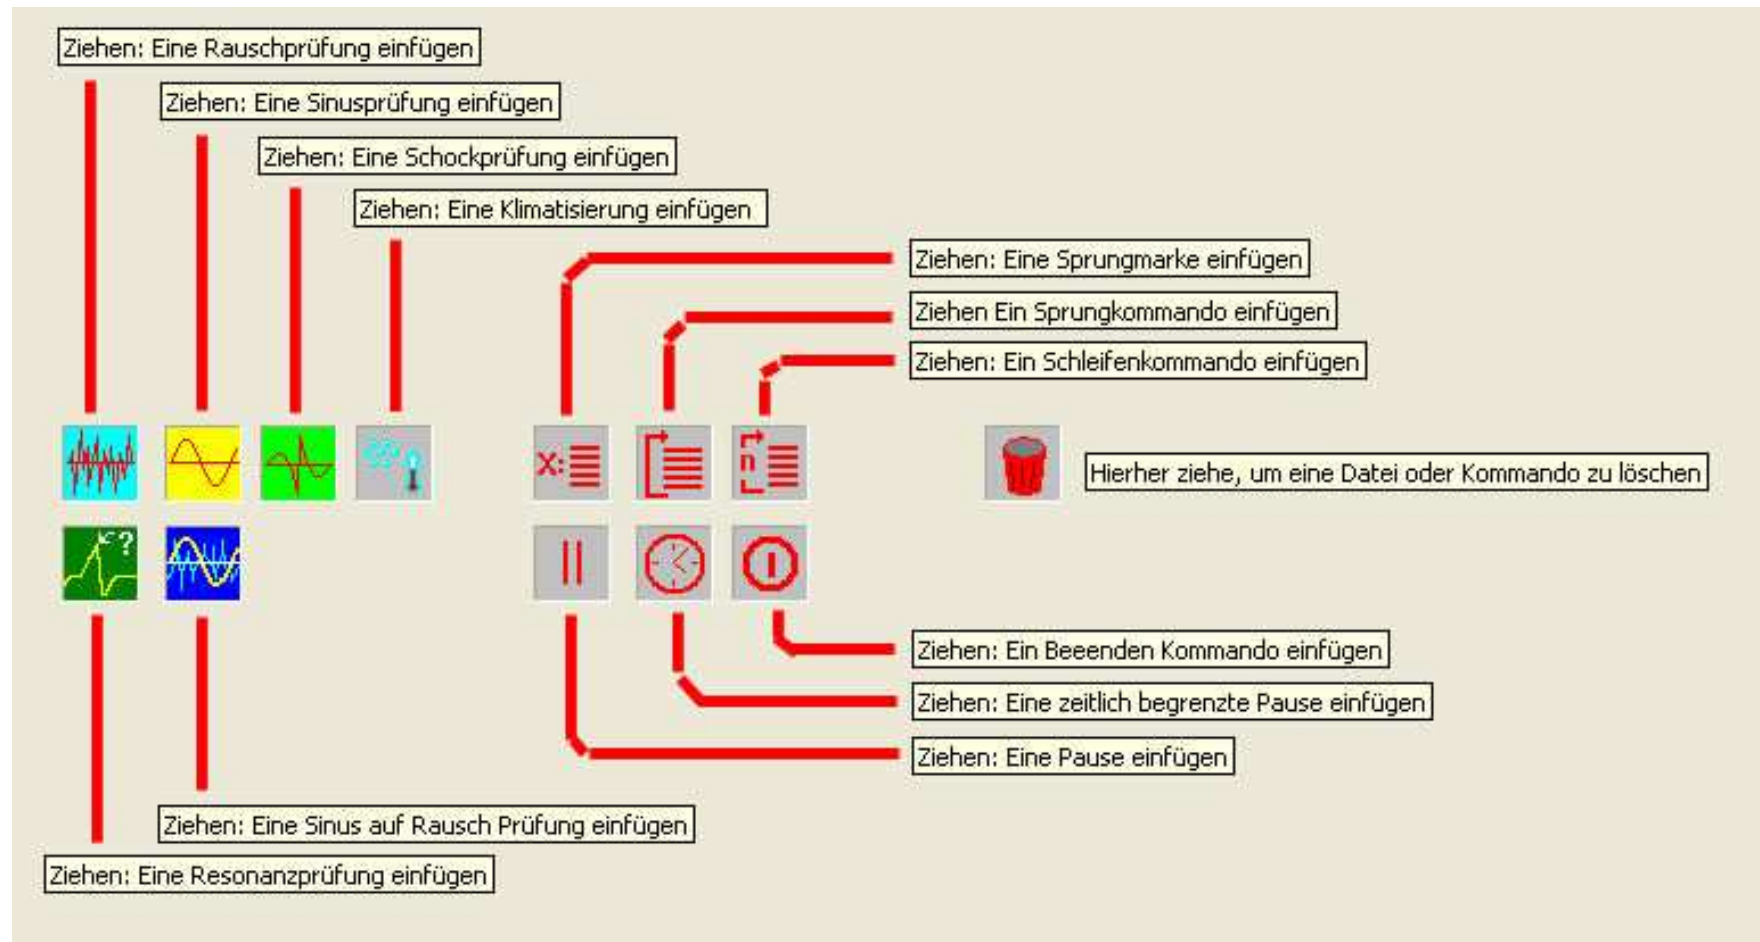 Ziehen: Eine Rauschprüfung einfügen
Ziehen: Eine Sinusprüfung einfügen
Ziehen: Eine Schockprüfung einfügen
Ziehen: Eine Klimatisierung einfügen
Ziehen: Eine Sprungmarke einfügen
Ziehen Ein Sprungkommando einfügen
Ziehen: Ein Schleifenkommando einfügen
X:
n
Hierher ziehe, um eine Datei oder Kommando zu löschen
?
Ziehen: Ein Beeenden Kommando einfügen
Ziehen: Eine zeitlich begrenzte Pause einfügen
Ziehen: Eine Pause einfügen
Ziehen: Eine Sinus auf Rausch Prüfung einfügen
Ziehen: Eine Resonanzprüfung einfügen